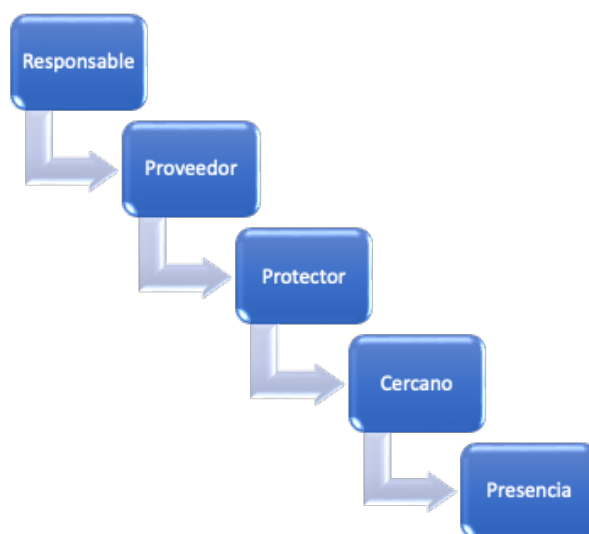 Responsable
Proveedor
Protector
Cercano
Presencia